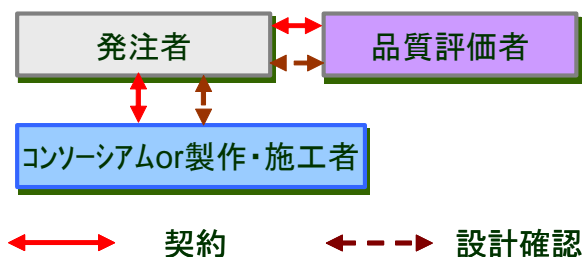 発注者
品質評価者
コンソーシアムor製作・施工者
契約
設計確認